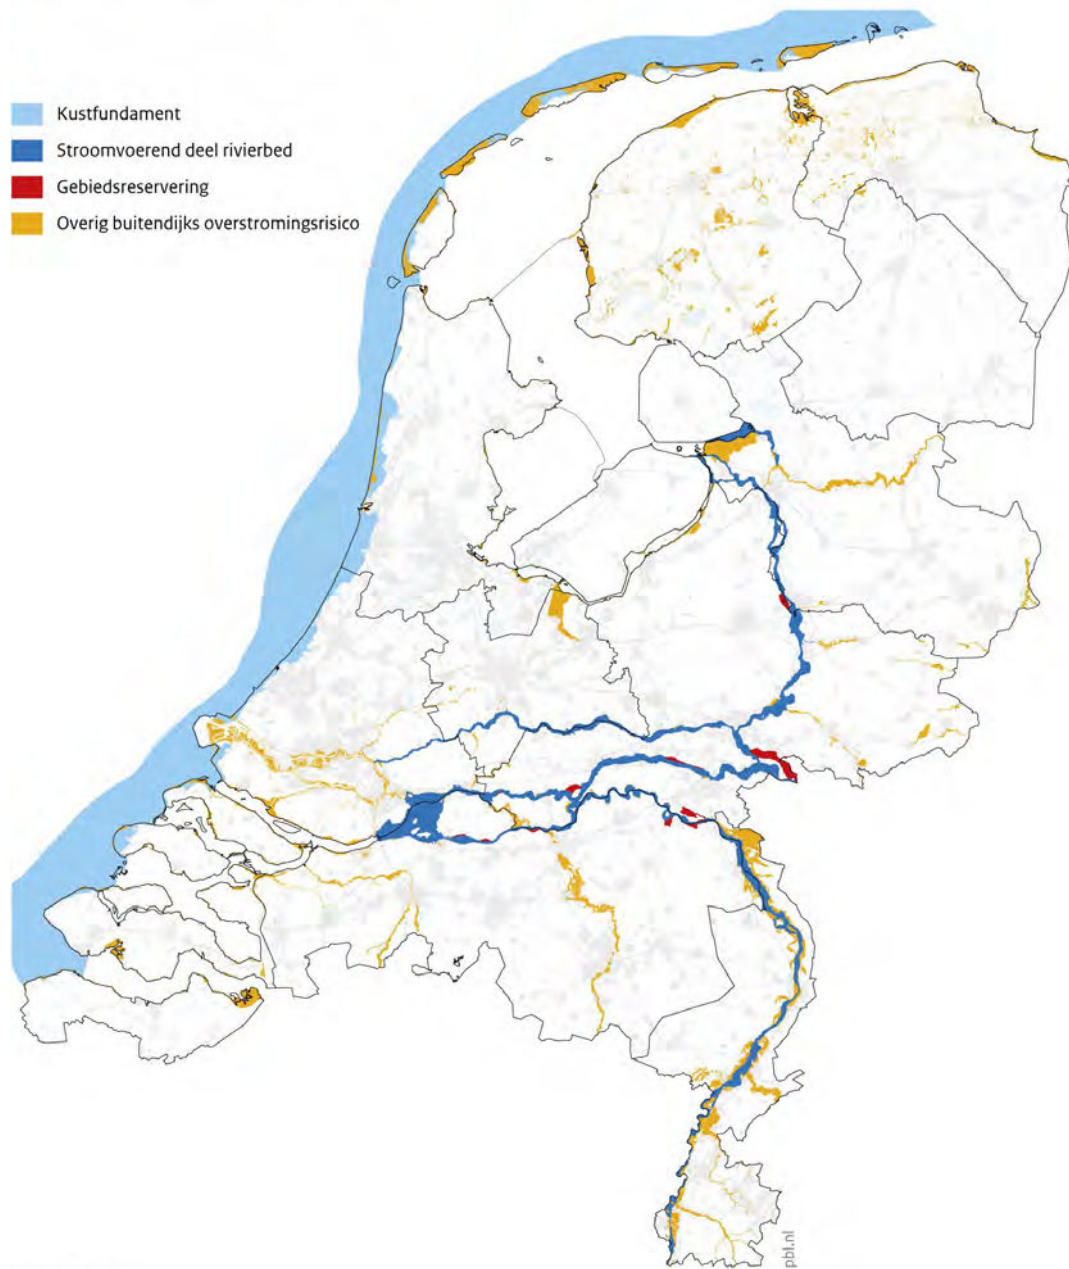 Kustfundament
Stroomvoerend deel rivierbed
Gebiedsreservering
Overig buitendijks overstromingsrisico
pbl.nl